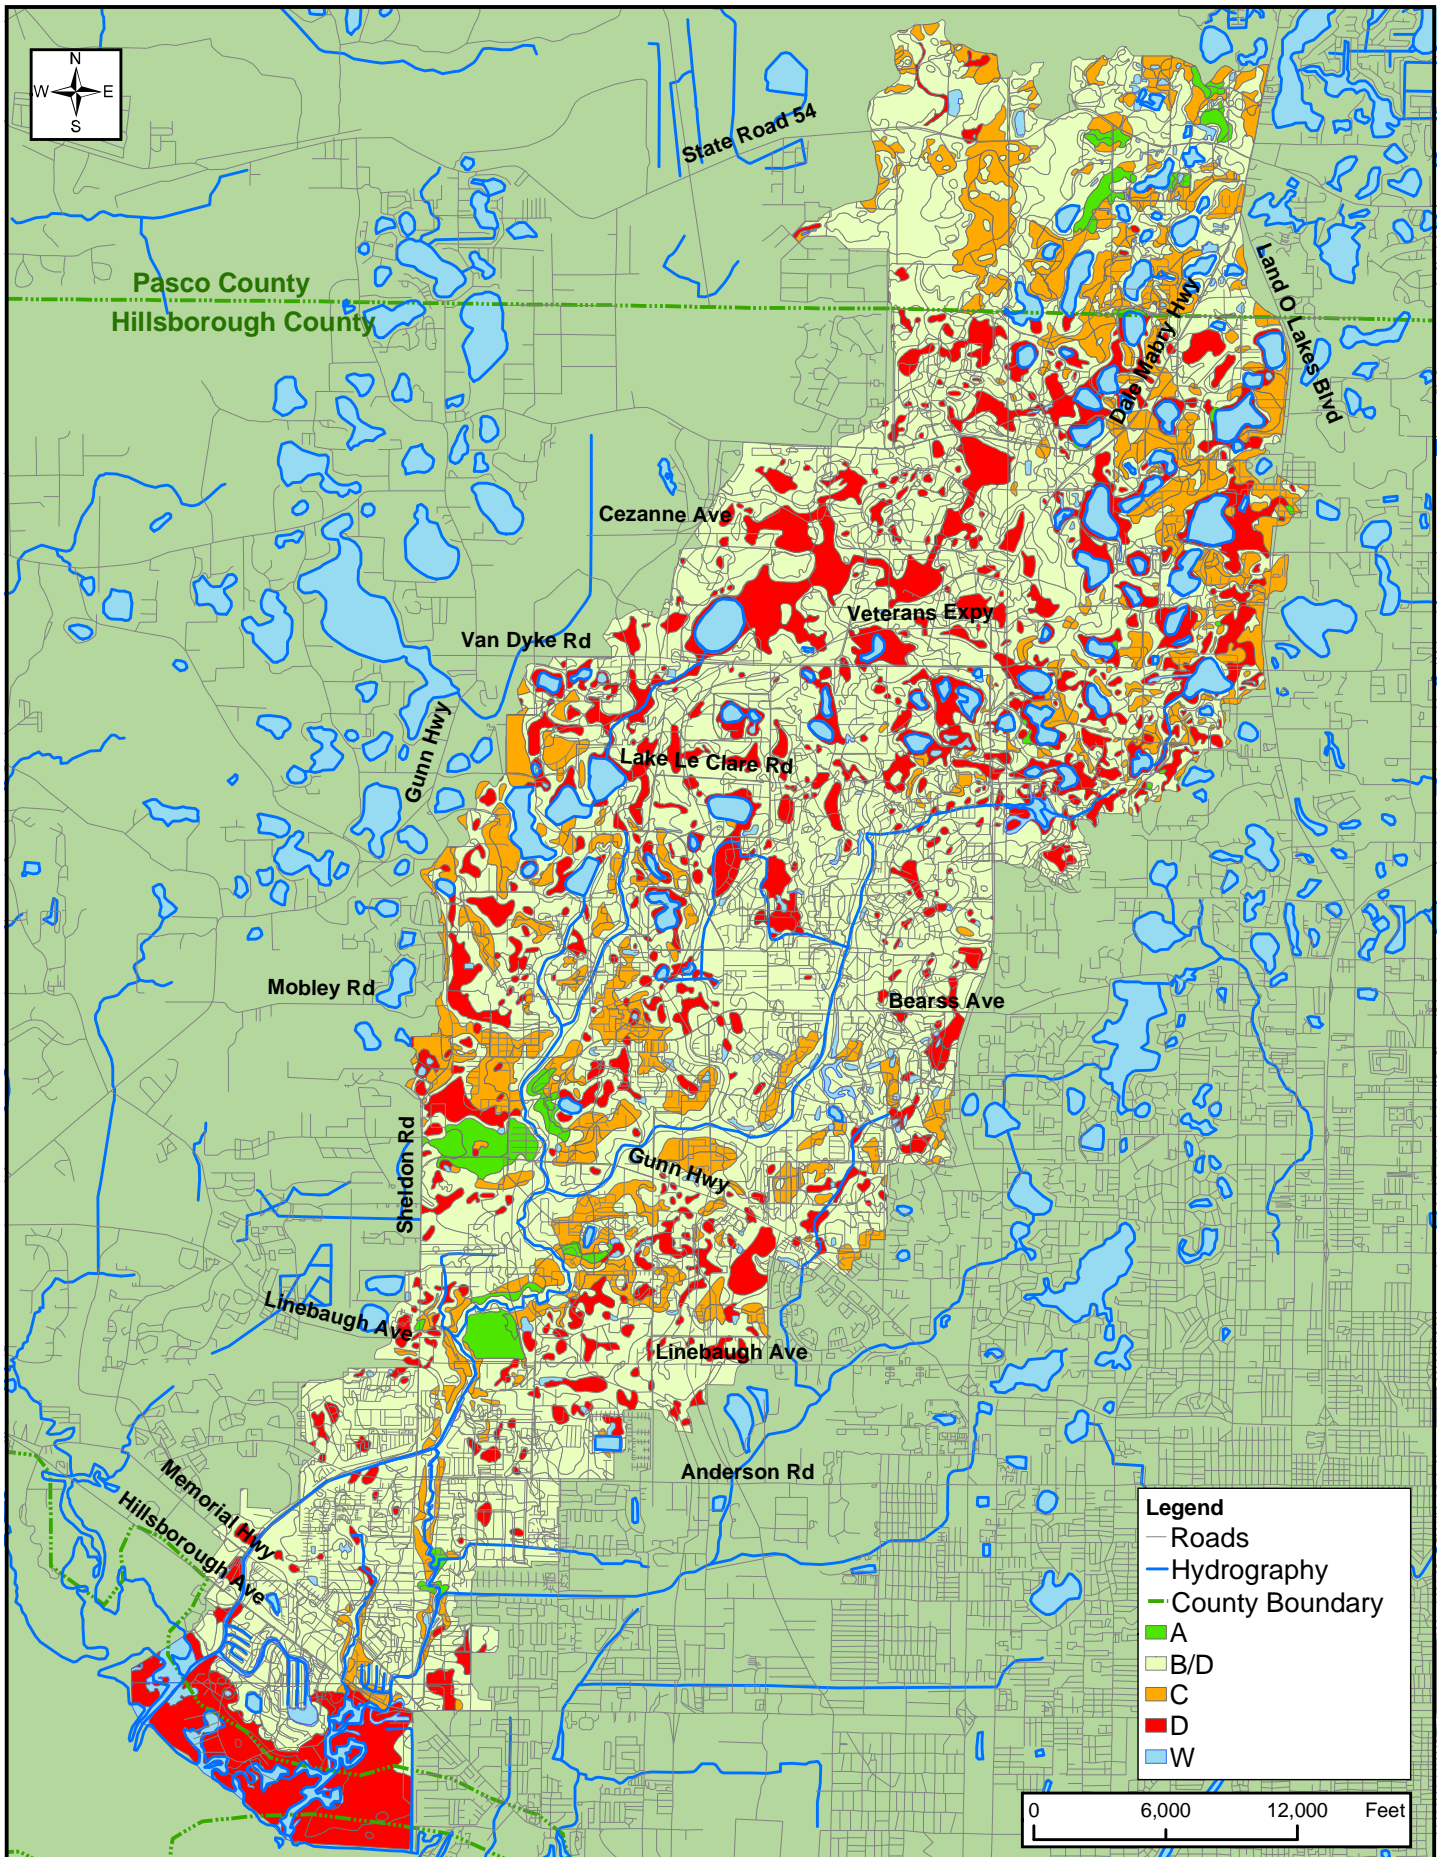 N
W E
S
State Road 54
Pasco County
Hillsborough County
Land O Lakes Blvd
Dale Mabry Hwy
Cezanne Ave
Veterans Expy
Van Dyke Rd
Gunn Hwy
Lake Le Clare Rd
Mobley Rd
Bearss Ave
Sheldon Rd
Gunn Hwy
Linebaugh Ave
Linebaugh Ave
Anderson Rd
Memorial Hwy
Hillsborough Ave
Legend
Roads
Hydrography
County Boundary
A
B/D
C
D
W
0 6,000 12,000 Feet